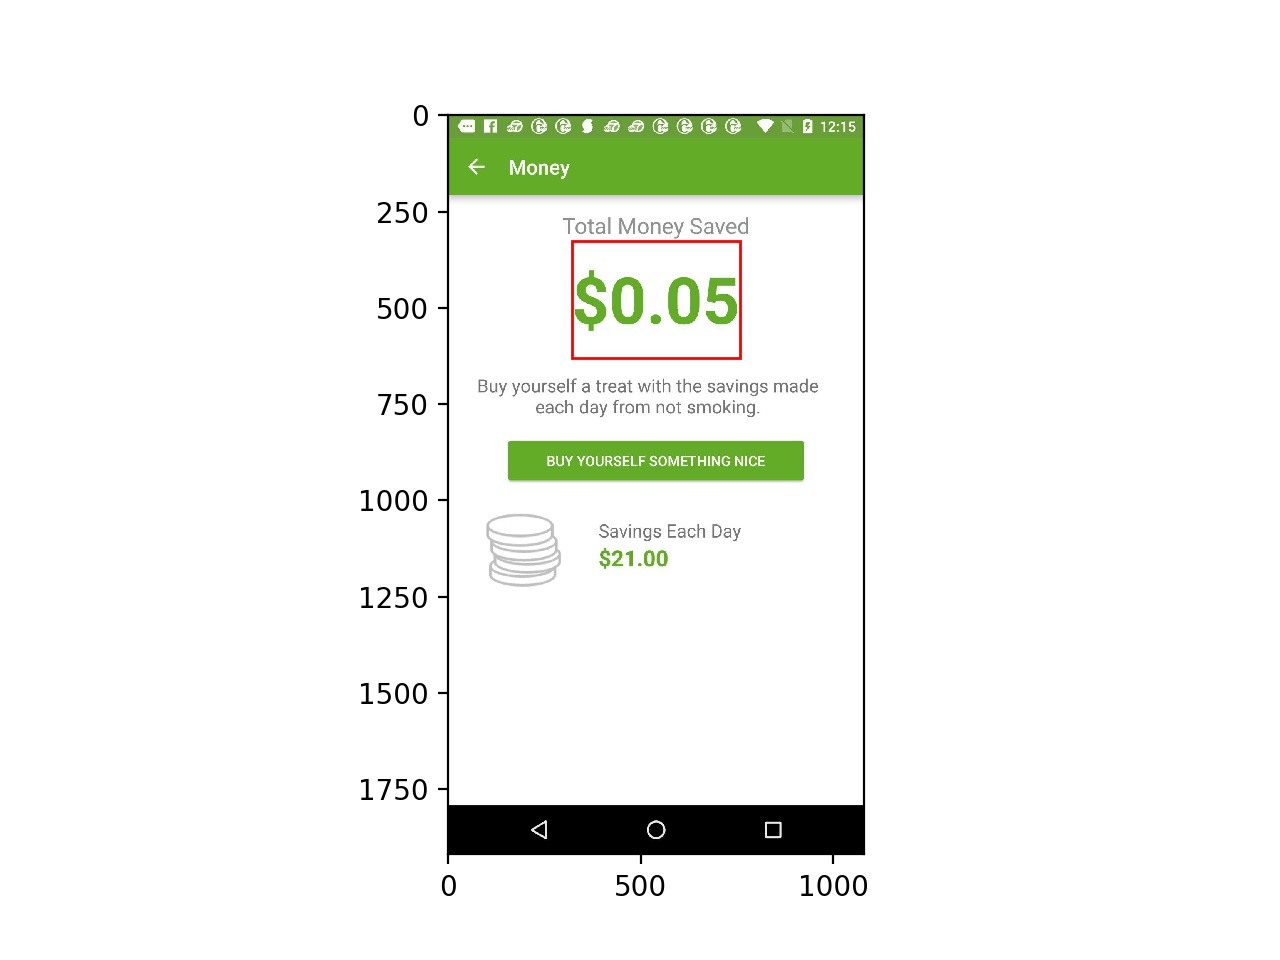 12:15
Money
Total Money Saved
$0.05
Buy yourself a treat with the savings made
each day from not smoking.
BUY YOURSELF SOMETHING NICE
Savings Each Day
$21.00
0
250
500
750
1000
1250
1500
1750
0
500
1000